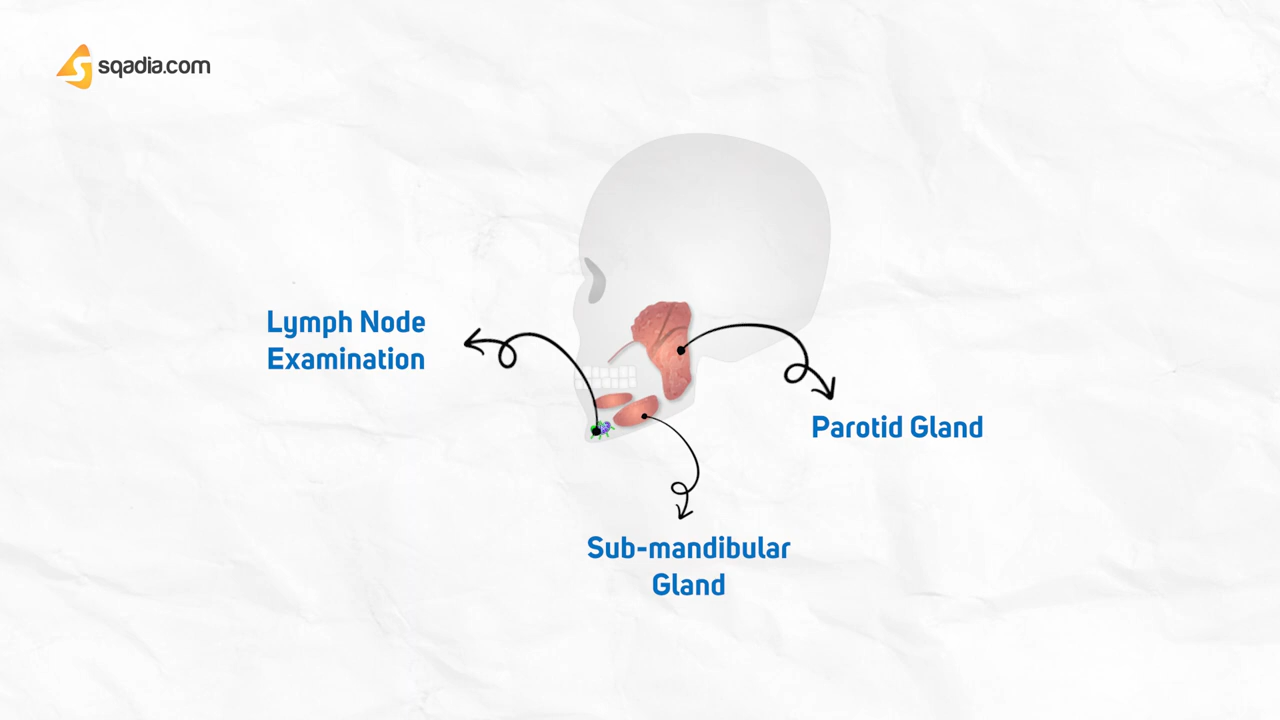 sqadia.com
Lymph Node
Examination
Parotid Gland
Sub-mandibular
Gland